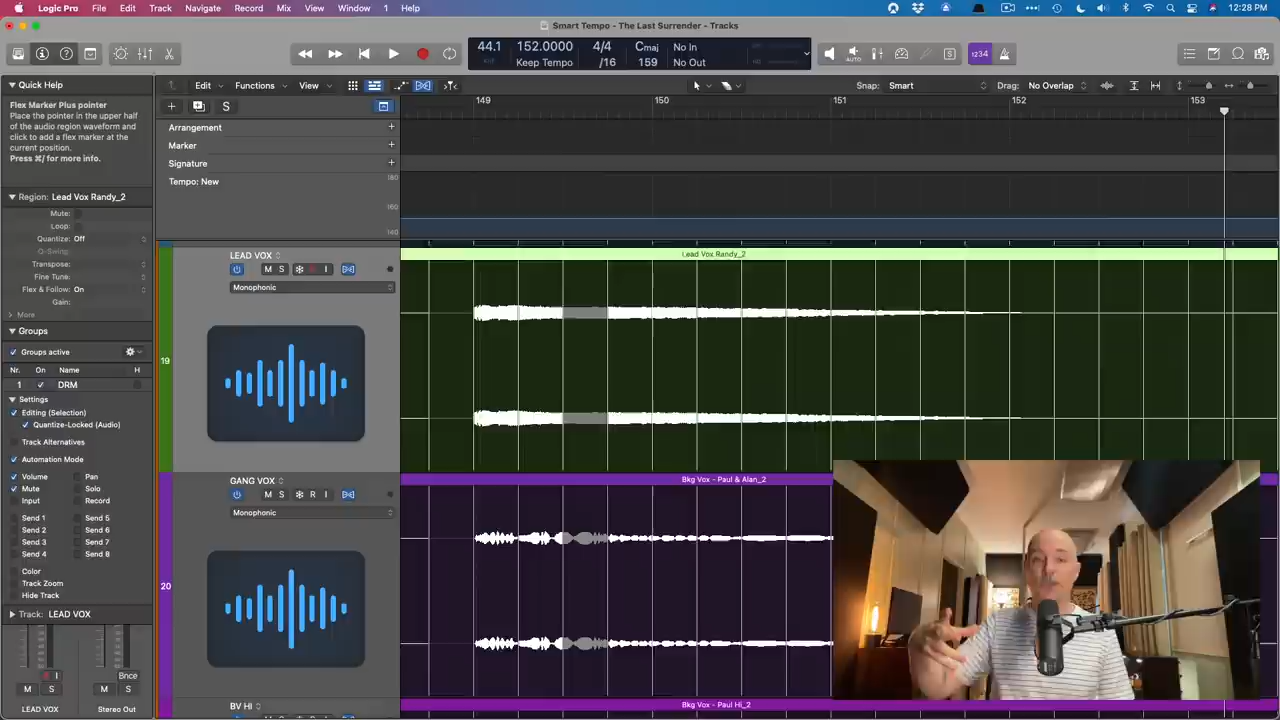 Logic Pro File Edit Track Navigate Record Mix View Window 1 Help 12:28 PM
Smart Tempo - The Last Surrender - Tracks
44.1 152.0000 4/4 Cmaj No In
Keep Tempo /16 159 No Out
AUTO
S
1234
Quick Help
Flex Marker Plus pointer
Place the pointer in the upper half
of the audio region waveform and
click to add a flex marker at the
current position.
Press ⌘/ for more info.
Edit Functions View Snap: Smart Drag: No Overlap
S
149 150 151 152 153
Arrangement
Marker
Signature
Tempo: New
180
160
140
Region: Lead Vox Randy_2
Mute:
Loop:
Quantize: Off
Q-Swing:
Transpose:
Fine Tune:
Flex & Follow: On
Gain:
More
Groups
Groups active
Nr. On Name H
1 DRM
Settings
Editing (Selection)
Quantize-Locked (Audio)
Track Alternatives
Automation Mode
Volume Pan
Mute Solo
Input Record
Send 1 Send 5
Send 2 Send 6
Send 3 Send 7
Send 4 Send 8
Color
Track Zoom
Hide Track
Track: LEAD VOX
I Bnce
M S M S
LEAD VOX Stereo Out
19
LEAD VOX
M S R I
Monophonic
Lead Vox Randy_2
20
GANG VOX
M S R I
Monophonic
Bkg Vox - Paul & Alan_2
BV HI
Bkg Vox - Paul Hi_2